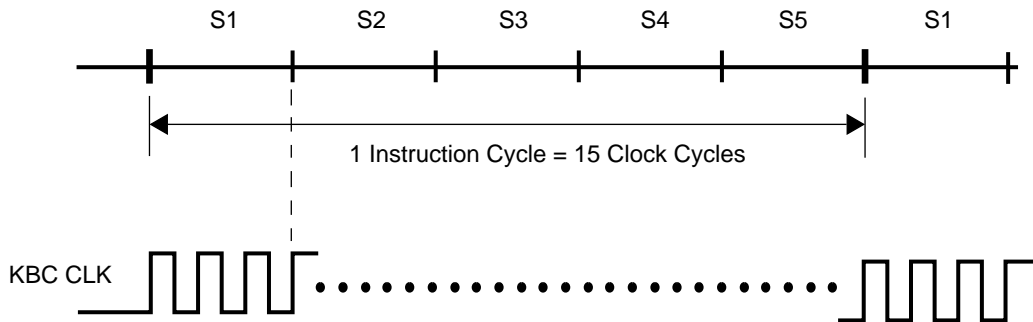 S1 S2 S3 S4 S5 S1
1 Instruction Cycle = 15 Clock Cycles
KBC CLK